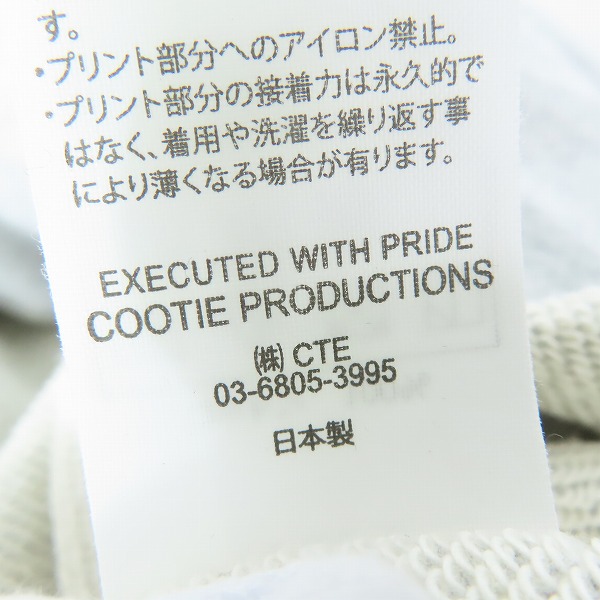 す。
・プリント部分へのアイロン禁止。
・プリント部分の接着力は永久的で
はなく、着用や洗濯を繰り返す事
により薄くなる場合が有ります。
EXECUTED WITH PRIDE
COOTIE PRODUCTIONS
㈱ CTE
03-6805-3995
日本製